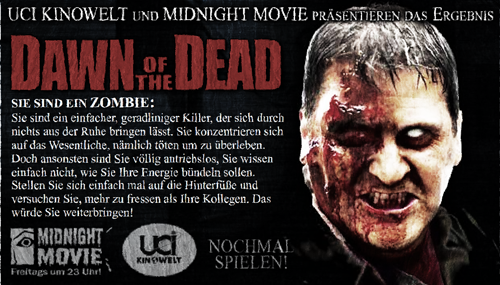 UCI KINOWELT UND MIDNIGHT MOVIE PRÄSENTIEREN DAS ERGEBNIS
DAWN OF THE DEAD
SIE SIND EIN ZOMBIE:
Sie sind ein einfacher, geradliniger Killer, der sich durch
nichts aus der Ruhe bringen lässt. Sie konzentrieren sich
auf das Wesentliche, nämlich töten um zu überleben.
Doch ansonsten sind Sie völlig antriebslos, Sie wissen
einfach nicht, wie Sie Ihre Energie bündeln sollen.
Stellen Sie sich einfach mal auf die Hinterfüße und
versuchen Sie, mehr zu fressen als Ihre Kollegen. Das
würde Sie weiterbringen!
MIDNIGHT
MOVIE
Freitags um 23 Uhr!
UCI
KINOWELT
NOCHMAL
SPIELEN!